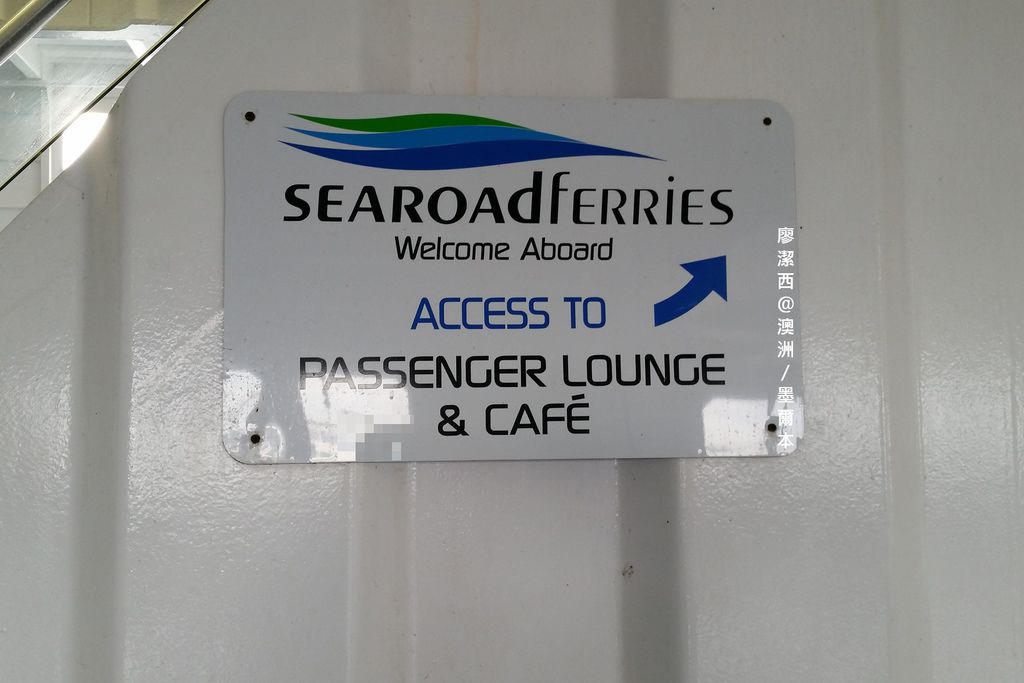 SEAROAdfERRiES
Welcome Aboard
ACCESS TO
PASSENGER LOUNGE
& CAFÉ
廖潔西@澳洲/墨爾本